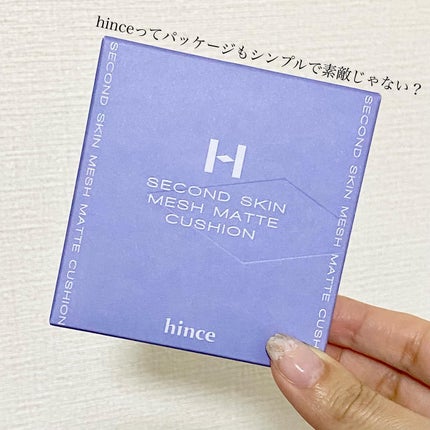 hinceってパッケージもシンプルで素敵じゃない？
SECOND SKIN MESH MATTE CUSHION
H
SECOND SKIN
MESH MATTE
CUSHION
hince
SECOND SKIN MESH MATTE CUSH